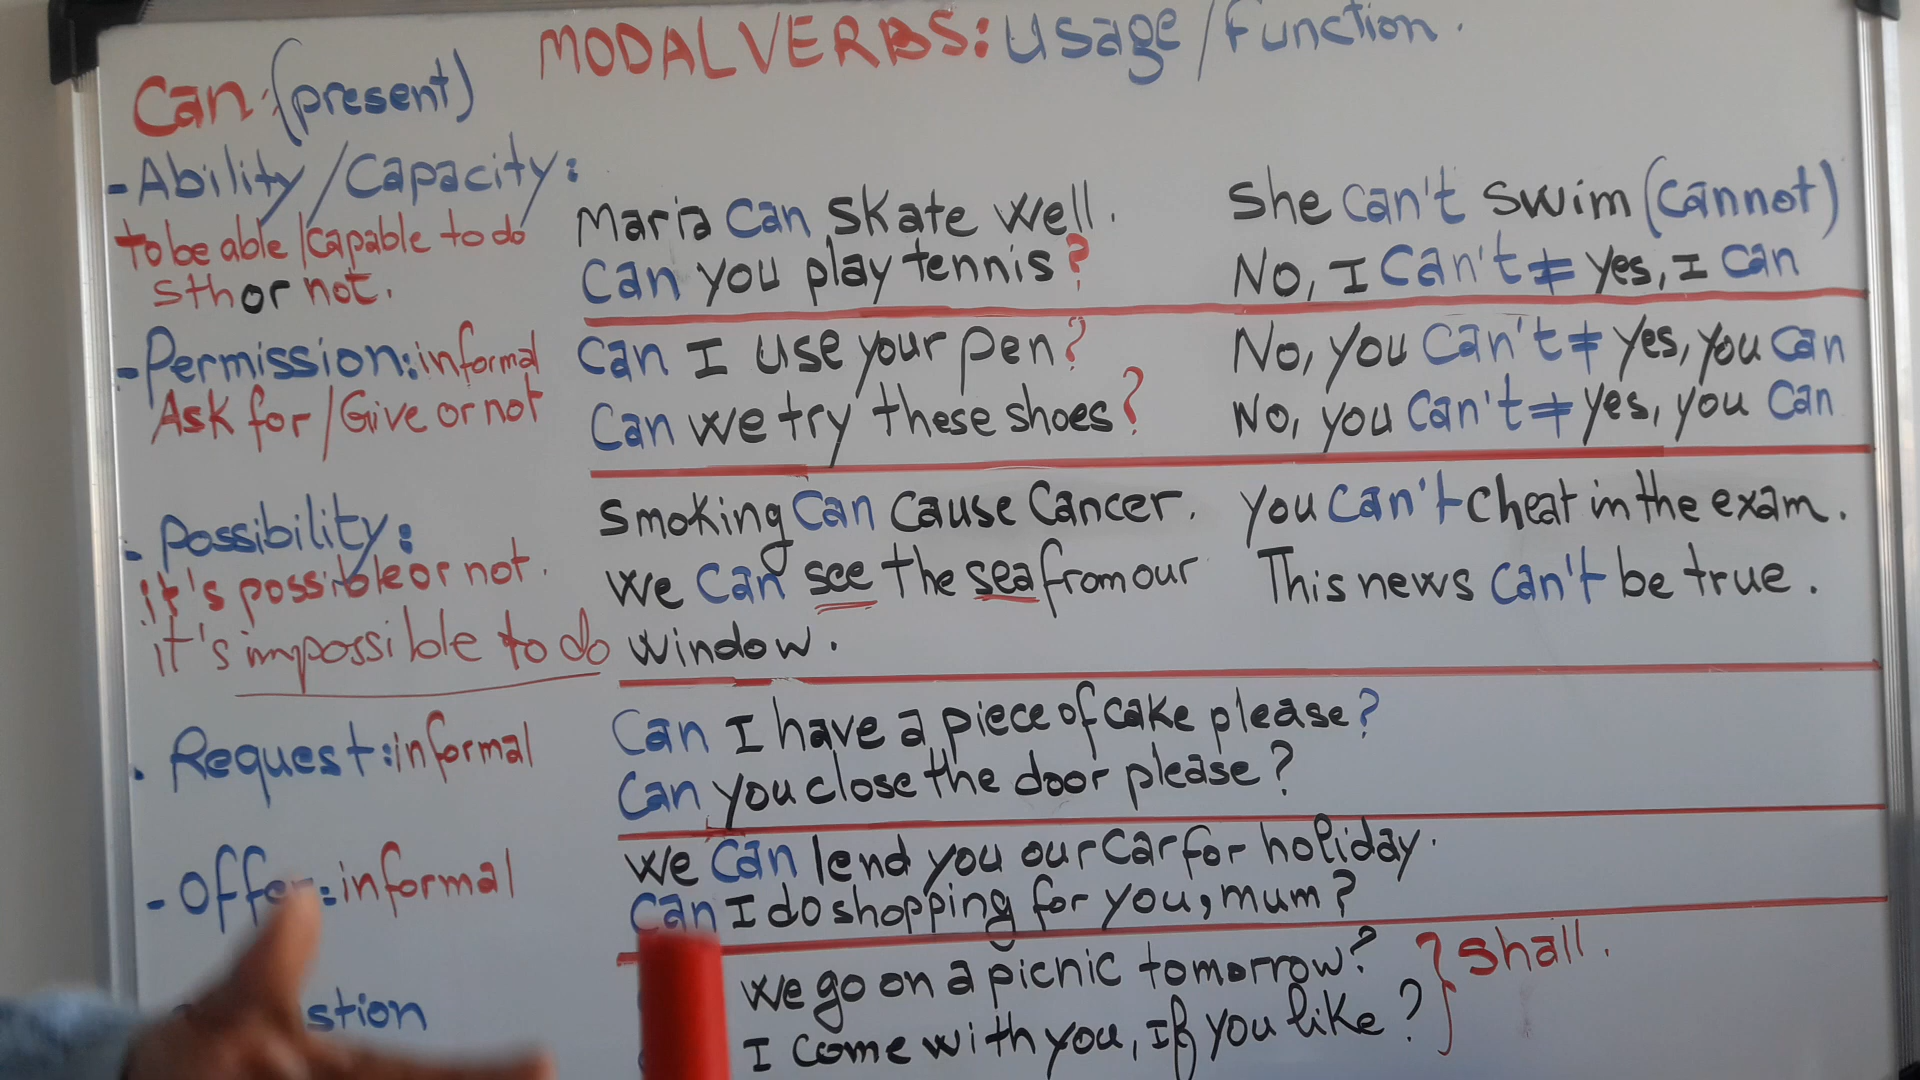 MODAL VERBS: Usage / Function.
Can: (present)
- Ability / Capacity:
to be able / capable to do
sth or not.
Maria can skate well.
She can't swim (cannot)
Can you play tennis?
No, I can't ≠ yes, I can
- Permission: informal
Ask for / Give or not
Can I use your pen?
No, you can't ≠ yes, you can
Can we try these shoes?
No, you can't ≠ yes, you can
- Possibility:
it's possible or not.
it's impossible to do
Smoking can cause cancer.
you can't cheat in the exam.
we can see the sea from our
window.
This news can't be true.
. Request: informal
Can I have a piece of cake please?
Can you close the door please?
- Offer: informal
we can lend you our car for holiday.
Can I do shopping for you, mum?
stion
we go on a picnic tomorrow?
I come with you, If you like?
} shall.